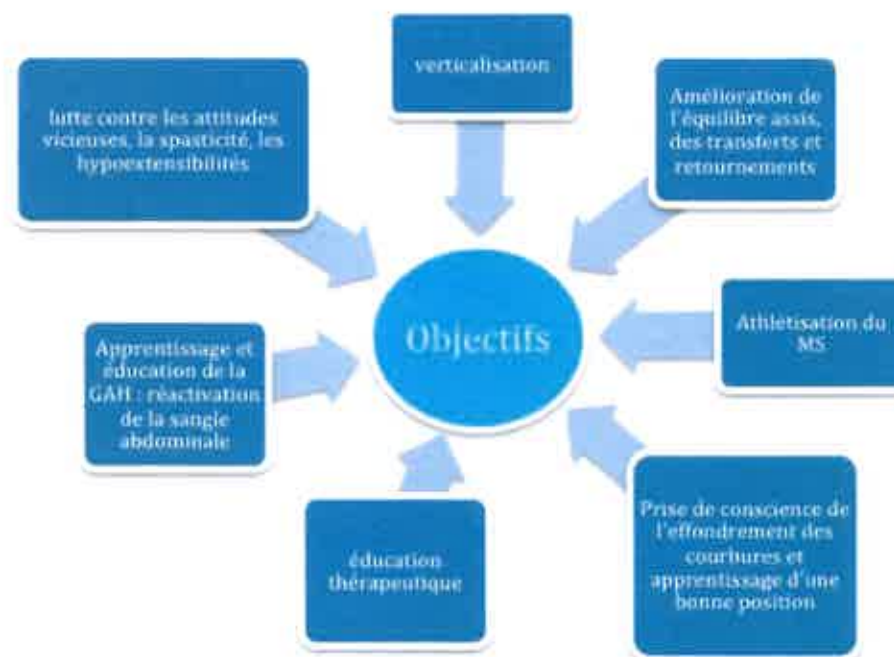 verticalisation
lutte contre les attitudes
vicieuses, la spasticité, les
hypoextensibilités
Amélioration de
l'équilibre assis,
des transferts et
retournements
Objectifs
Athlétisation du
MS
Apprentissage et
éducation de la
GAH : réactivation
de la sangle
abdominale
éducation
thérapeutique
Prise de conscience de
l'effondrement des
courbures et
apprentissage d'une
bonne position